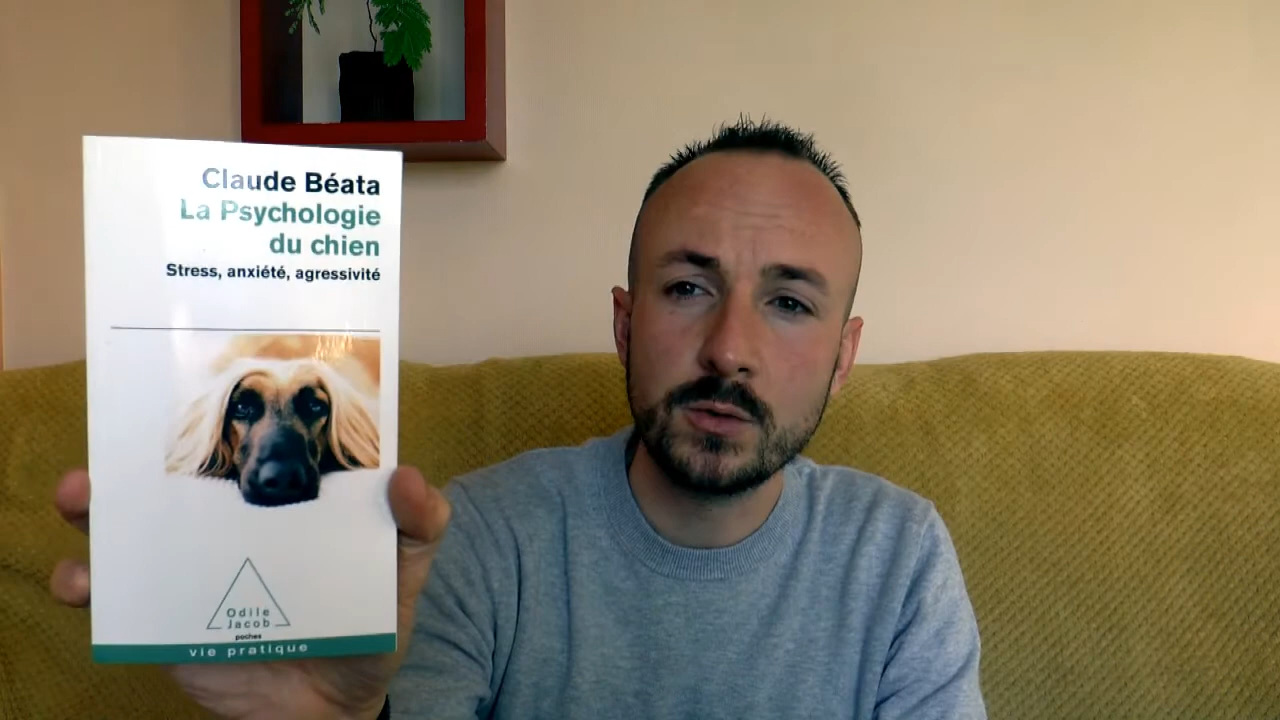 Claude Béata
La Psychologie
du chien
Stress, anxiété, agressivité
Odile
Jacob
poches
vie pratique